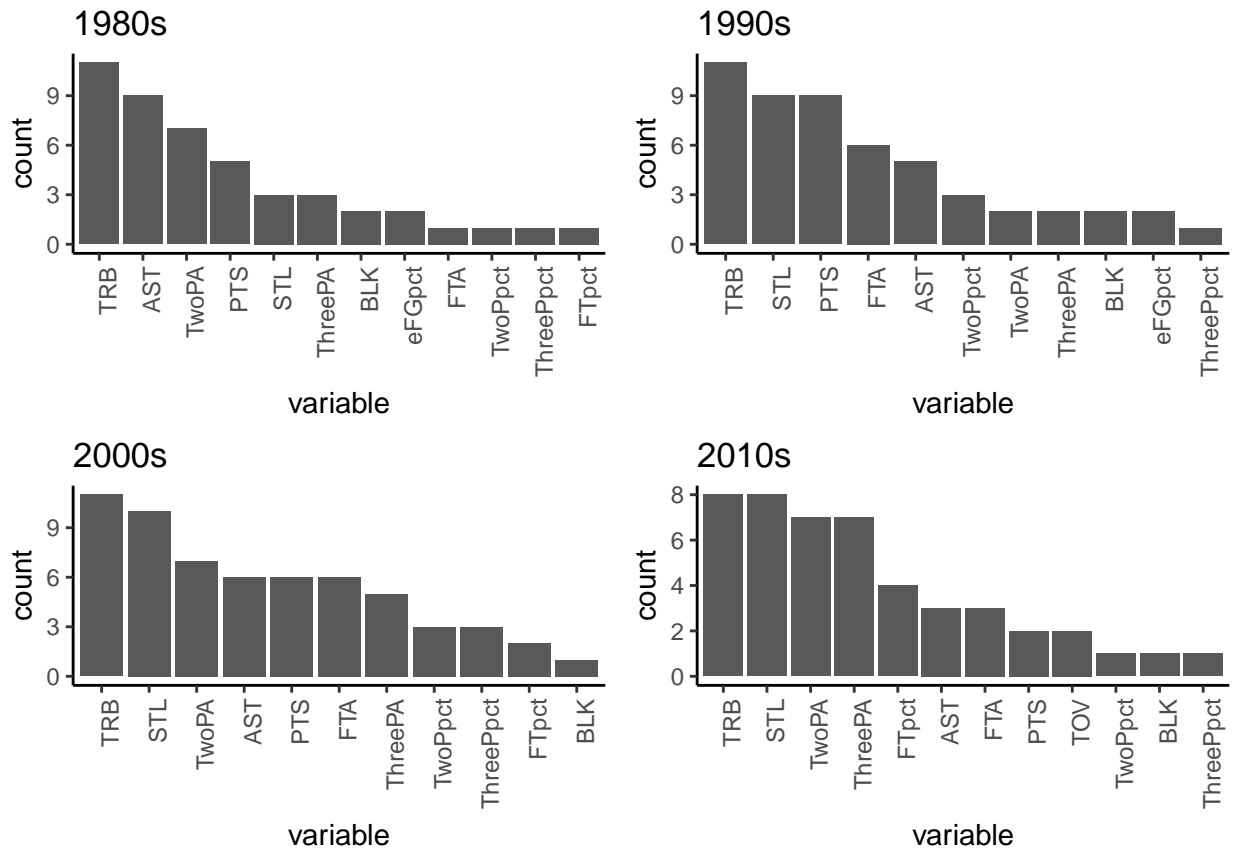 1980s
count
9
6
3
0
TRB
AST
TwoPA
PTS
STL
ThreePA
BLK
eFGpct
FTA
TwoPpct
ThreePpct
FTpct
variable
1990s
count
9
6
3
0
TRB
STL
PTS
FTA
AST
TwoPpct
TwoPA
ThreePA
BLK
eFGpct
ThreePpct
variable
2000s
count
9
6
3
0
TRB
STL
TwoPA
AST
PTS
FTA
ThreePA
TwoPpct
ThreePpct
FTpct
BLK
variable
2010s
count
8
6
4
2
0
TRB
STL
TwoPA
ThreePA
FTpct
AST
FTA
PTS
TOV
TwoPpct
BLK
ThreePpct
variable